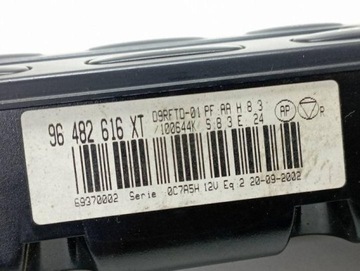 96 482 616 XT D9RFTD-01 PF AA H 8 3
/100644K/ S 8 3 E 24
AP P
69370002 Serie 0C7A5H 12V Eq 2 20-09-2002